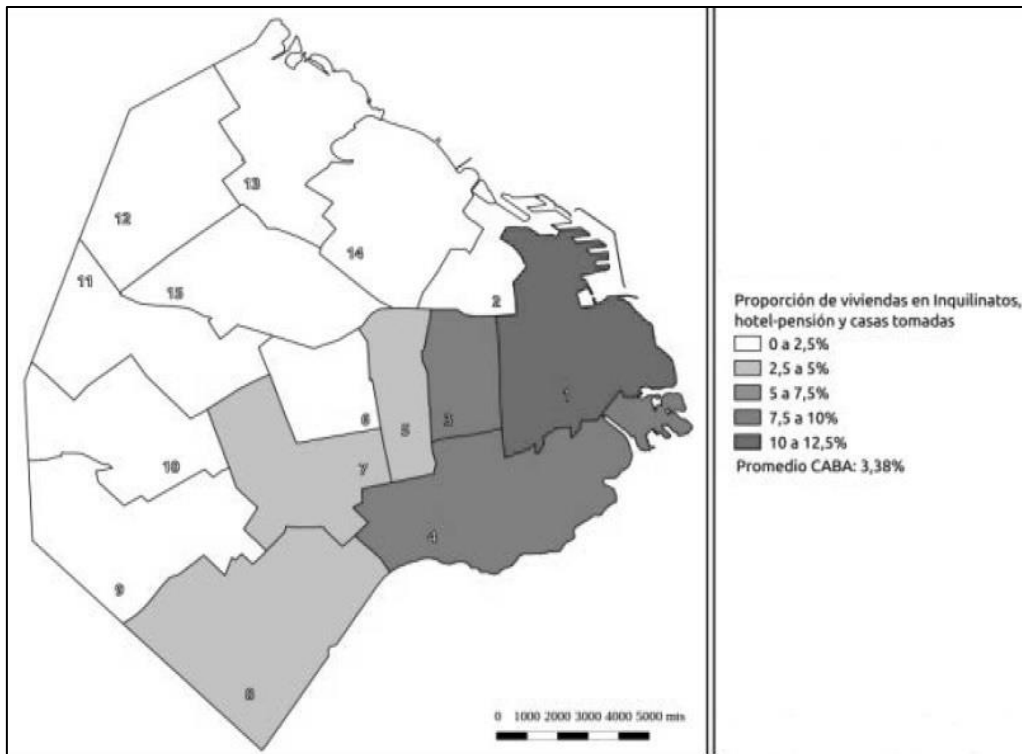 13
12
14
11
15
2
1
6
3
5
7
10
4
9
8
0 1000 2000 3000 4000 5000 mts
Proporción de viviendas en Inquilinatos,
hotel-pensión y casas tomadas
0 a 2,5%
2,5 a 5%
5 a 7,5%
7,5 a 10%
10 a 12,5%
Promedio CABA: 3,38%